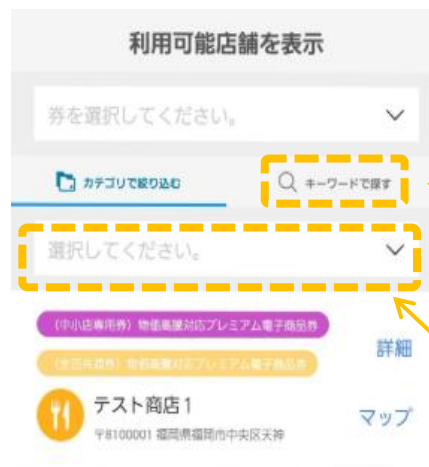 利用可能店舗を表示
券を選択してください。
カテゴリで絞り込む
キーワードで探す
選択してください。
（中小店専用券）物価高騰対応プレミアム電子商品券
（全店共通券）物価高騰対応プレミアム電子商品券
詳細
テスト商店1
マップ
〒8100001 福岡県福岡市中央区天神